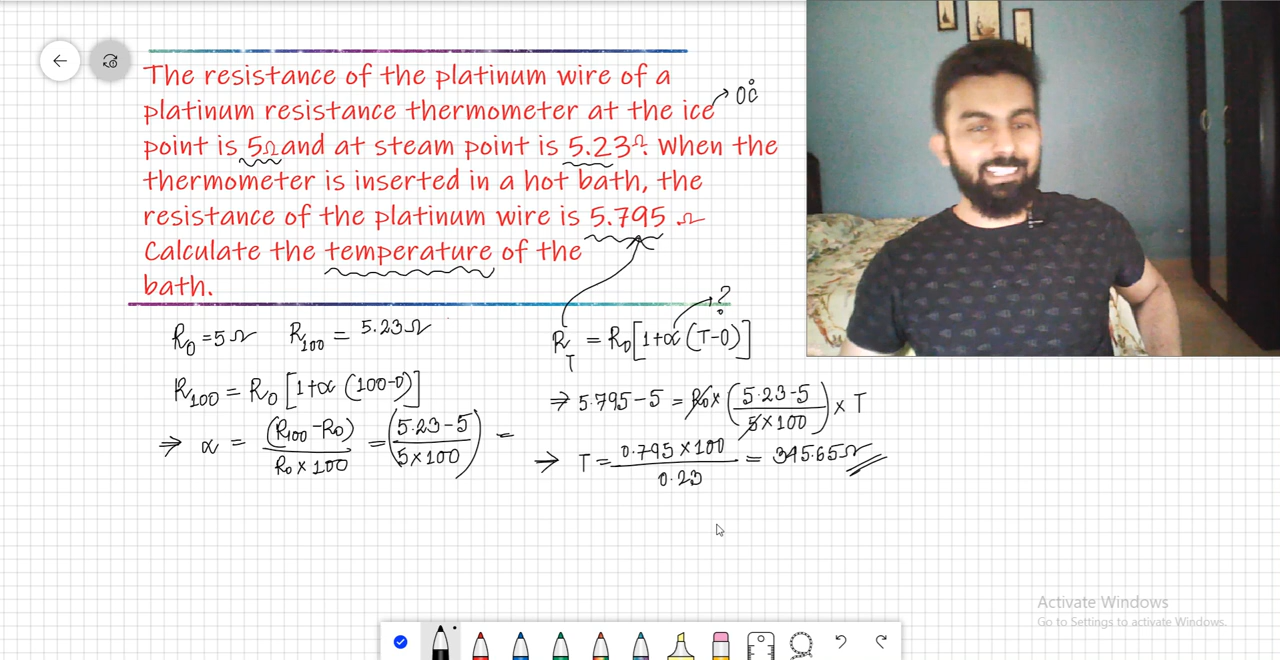 The resistance of the platinum wire of a
platinum resistance thermometer at the ice → 0°C
point is 5Ω and at steam point is 5.23Ω. When the
thermometer is inserted in a hot bath, the
resistance of the platinum wire is 5.795 Ω
Calculate the temperature of the
bath.
R₀ = 5Ω R₁₀₀ = 5.23Ω
R₁₀₀ = R₀ [1+α (100-0)]
⇒ α = (R₁₀₀ - R₀) / R₀ × 100 = (5.23-5 / 5×100) =
?
R_T = R₀[1+α (T-0)]
⇒ 5.795-5 = R₀ × (5.23-5 / 5×100) × T
⇒ T = 0.795×100 / 0.23 = 345.65Ω
Activate Windows
Go to Settings to activate Windows.